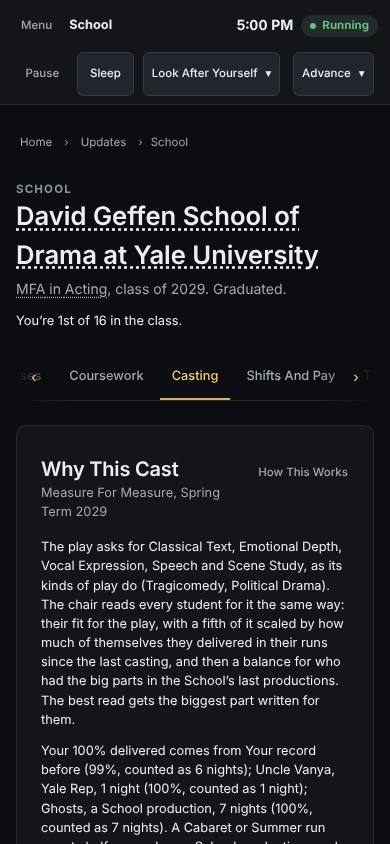 Menu School 5:00 PM Running
Pause Sleep Look After Yourself ▾ Advance ▾
Home › Updates › School
SCHOOL
David Geffen School of
Drama at Yale University
MFA in Acting, class of 2029. Graduated.
You’re 1st of 16 in the class.
‹ Coursework Casting Shifts And Pay ›
Why This Cast How This Works
Measure For Measure, Spring
Term 2029
The play asks for Classical Text, Emotional Depth,
Vocal Expression, Speech and Scene Study, as its
kinds of play do (Tragicomedy, Political Drama).
The chair reads every student for it the same way:
their fit for the play, with a fifth of it scaled by how
much of themselves they delivered in their runs
since the last casting, and then a balance for who
had the big parts in the School’s last productions.
The best read gets the biggest part written for
them.
Your 100% delivered comes from Your record
before (99%, counted as 6 nights); Uncle Vanya,
Yale Rep, 1 night (100%, counted as 1 night);
Ghosts, a School production, 7 nights (100%,
counted as 7 nights). A Cabaret or Summer run